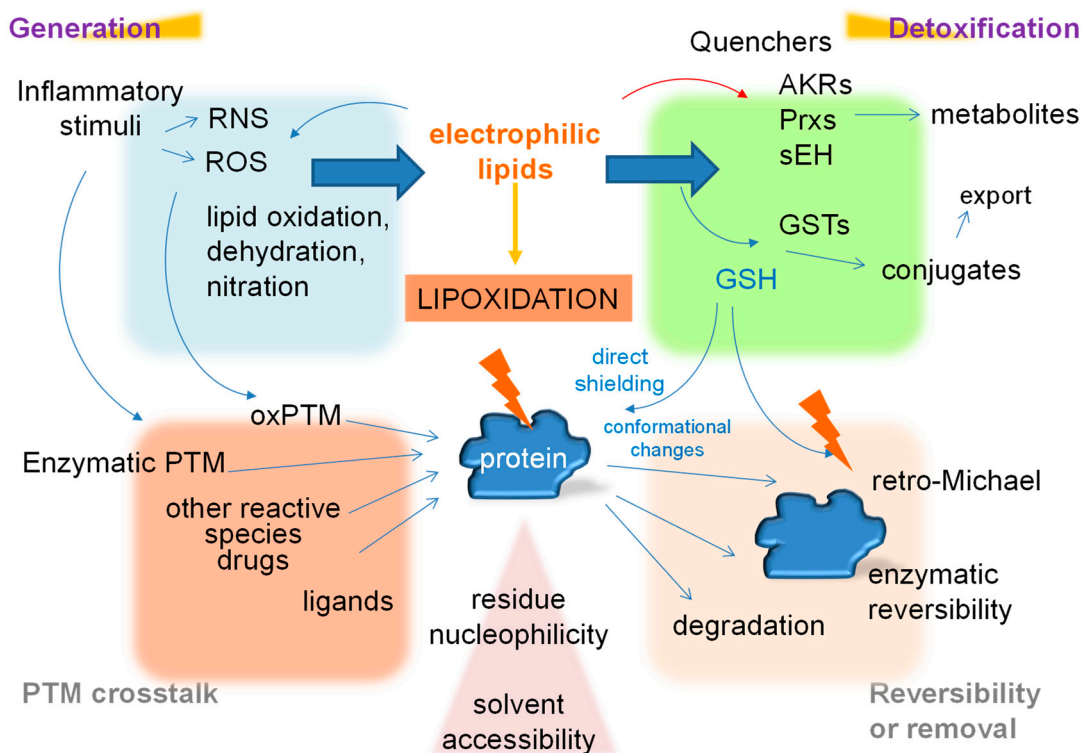 Generation
Detoxification
Quenchers
Inflammatory
stimuli
RNS
ROS
lipid oxidation,
dehydration,
nitration
electrophilic
lipids
LIPOXIDATION
AKRs
Prxs
sEH
metabolites
GSTs
export
conjugates
GSH
direct
shielding
conformational
changes
oxPTM
Enzymatic PTM
other reactive
species
drugs
ligands
protein
residue
nucleophilicity
solvent
accessibility
retro-Michael
enzymatic
reversibility
degradation
PTM crosstalk
Reversibility
or removal